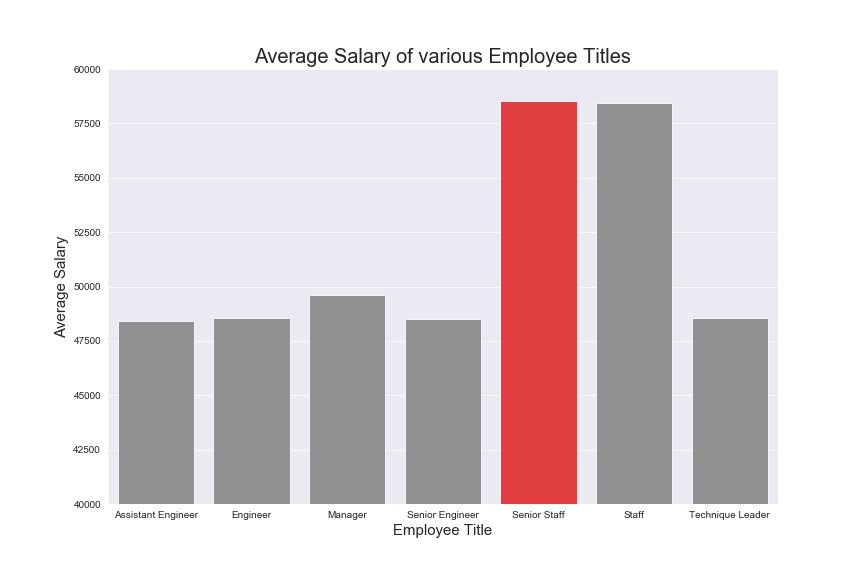 Average Salary of various Employee Titles
Average Salary
60000
57500
55000
52500
50000
47500
45000
42500
40000
Assistant Engineer Engineer Manager Senior Engineer Senior Staff Staff Technique Leader
Employee Title